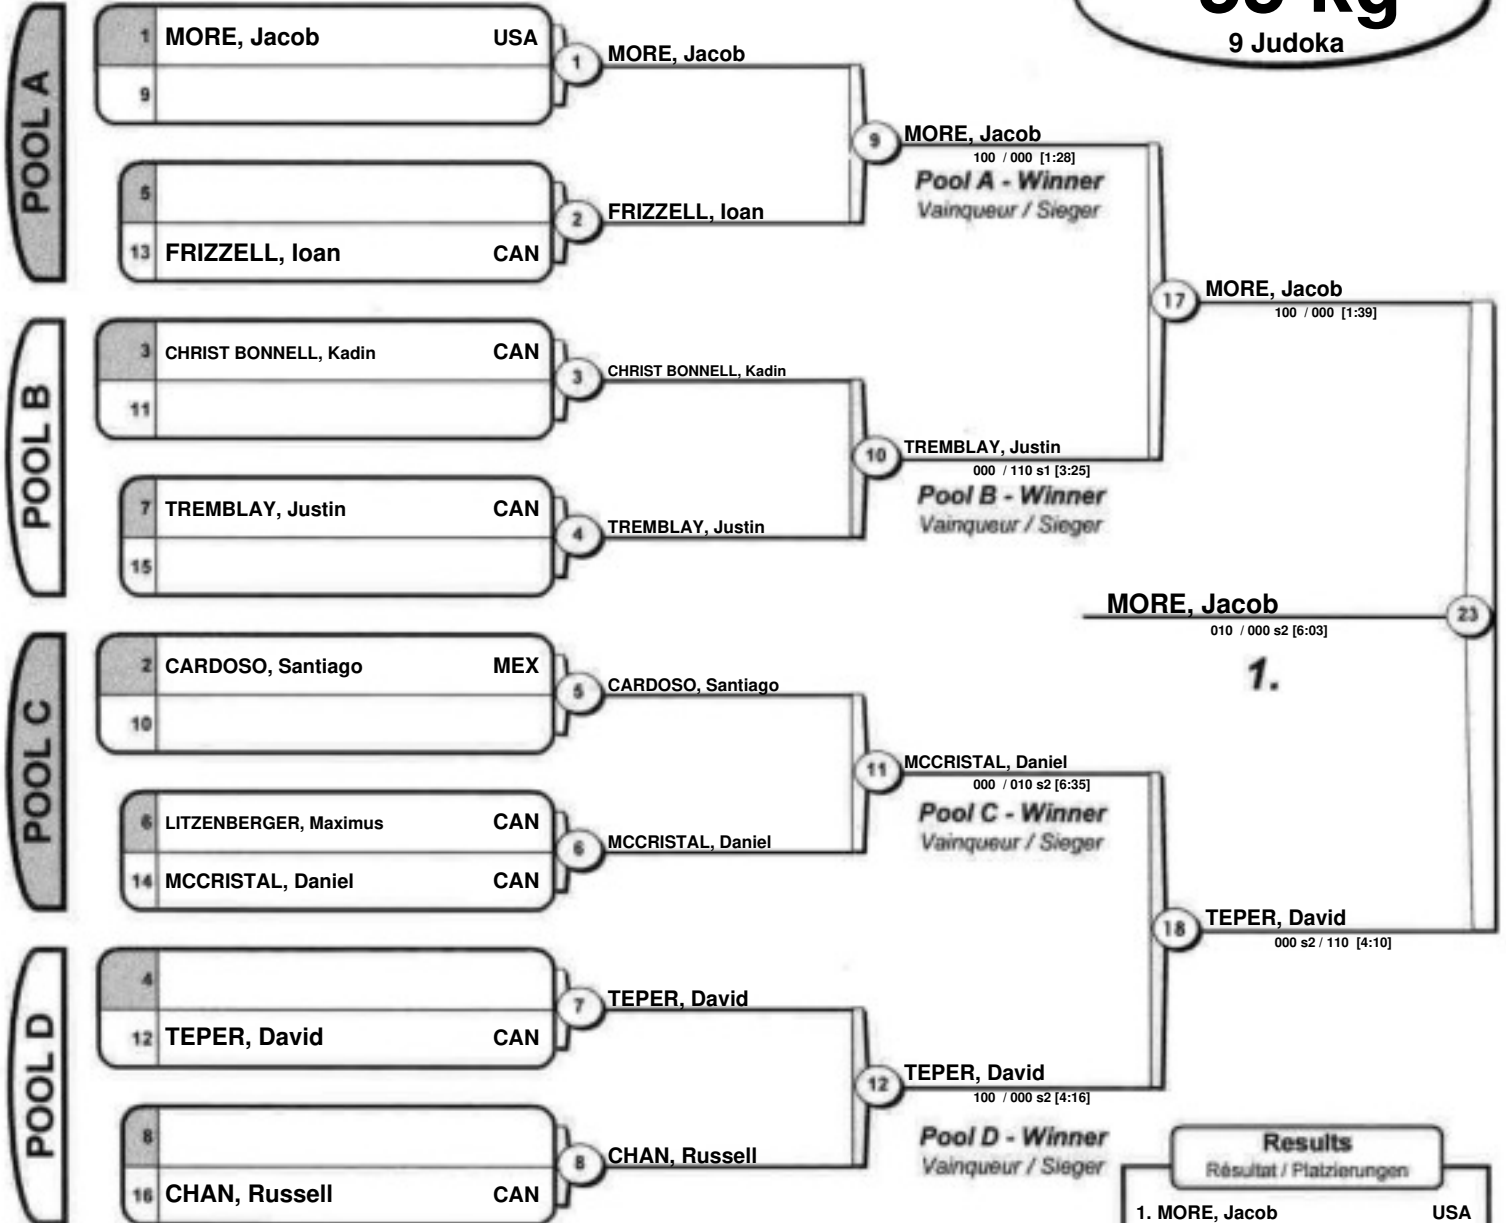 kg
9 Judoka
POOL A
1 MORE, Jacob USA
9
5
13 FRIZZELL, Ioan CAN
1 MORE, Jacob
2 FRIZZELL, Ioan
9 MORE, Jacob
100 / 000 [1:28]
Pool A - Winner
Vainqueur / Sieger
POOL B
3 CHRIST BONNELL, Kadin CAN
11
7 TREMBLAY, Justin CAN
15
3 CHRIST BONNELL, Kadin
4 TREMBLAY, Justin
10 TREMBLAY, Justin
000 / 110 s1 [3:25]
Pool B - Winner
Vainqueur / Sieger
17 MORE, Jacob
100 / 000 [1:39]
MORE, Jacob 23
010 / 000 s2 [6:03]
1.
POOL C
2 CARDOSO, Santiago MEX
10
6 LITZENBERGER, Maximus CAN
14 MCCRISTAL, Daniel CAN
5 CARDOSO, Santiago
6 MCCRISTAL, Daniel
11 MCCRISTAL, Daniel
000 / 010 s2 [6:35]
Pool C - Winner
Vainqueur / Sieger
18 TEPER, David
000 s2 / 110 [4:10]
POOL D
4
12 TEPER, David CAN
8
16 CHAN, Russell CAN
7 TEPER, David
8 CHAN, Russell
12 TEPER, David
100 / 000 s2 [4:16]
Pool D - Winner
Vainqueur / Sieger
Results
Résultat / Platzierungen
1. MORE, Jacob USA